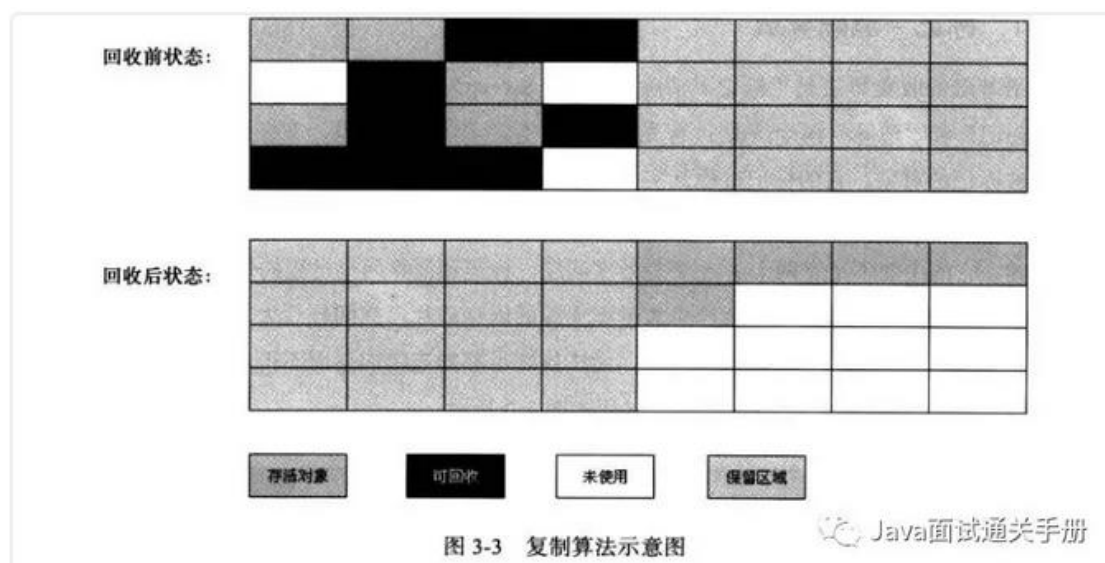 回收前状态：
回收后状态：
存活对象
可回收
未使用
保留区域
图 3-3 复制算法示意图
Java面试通关手册